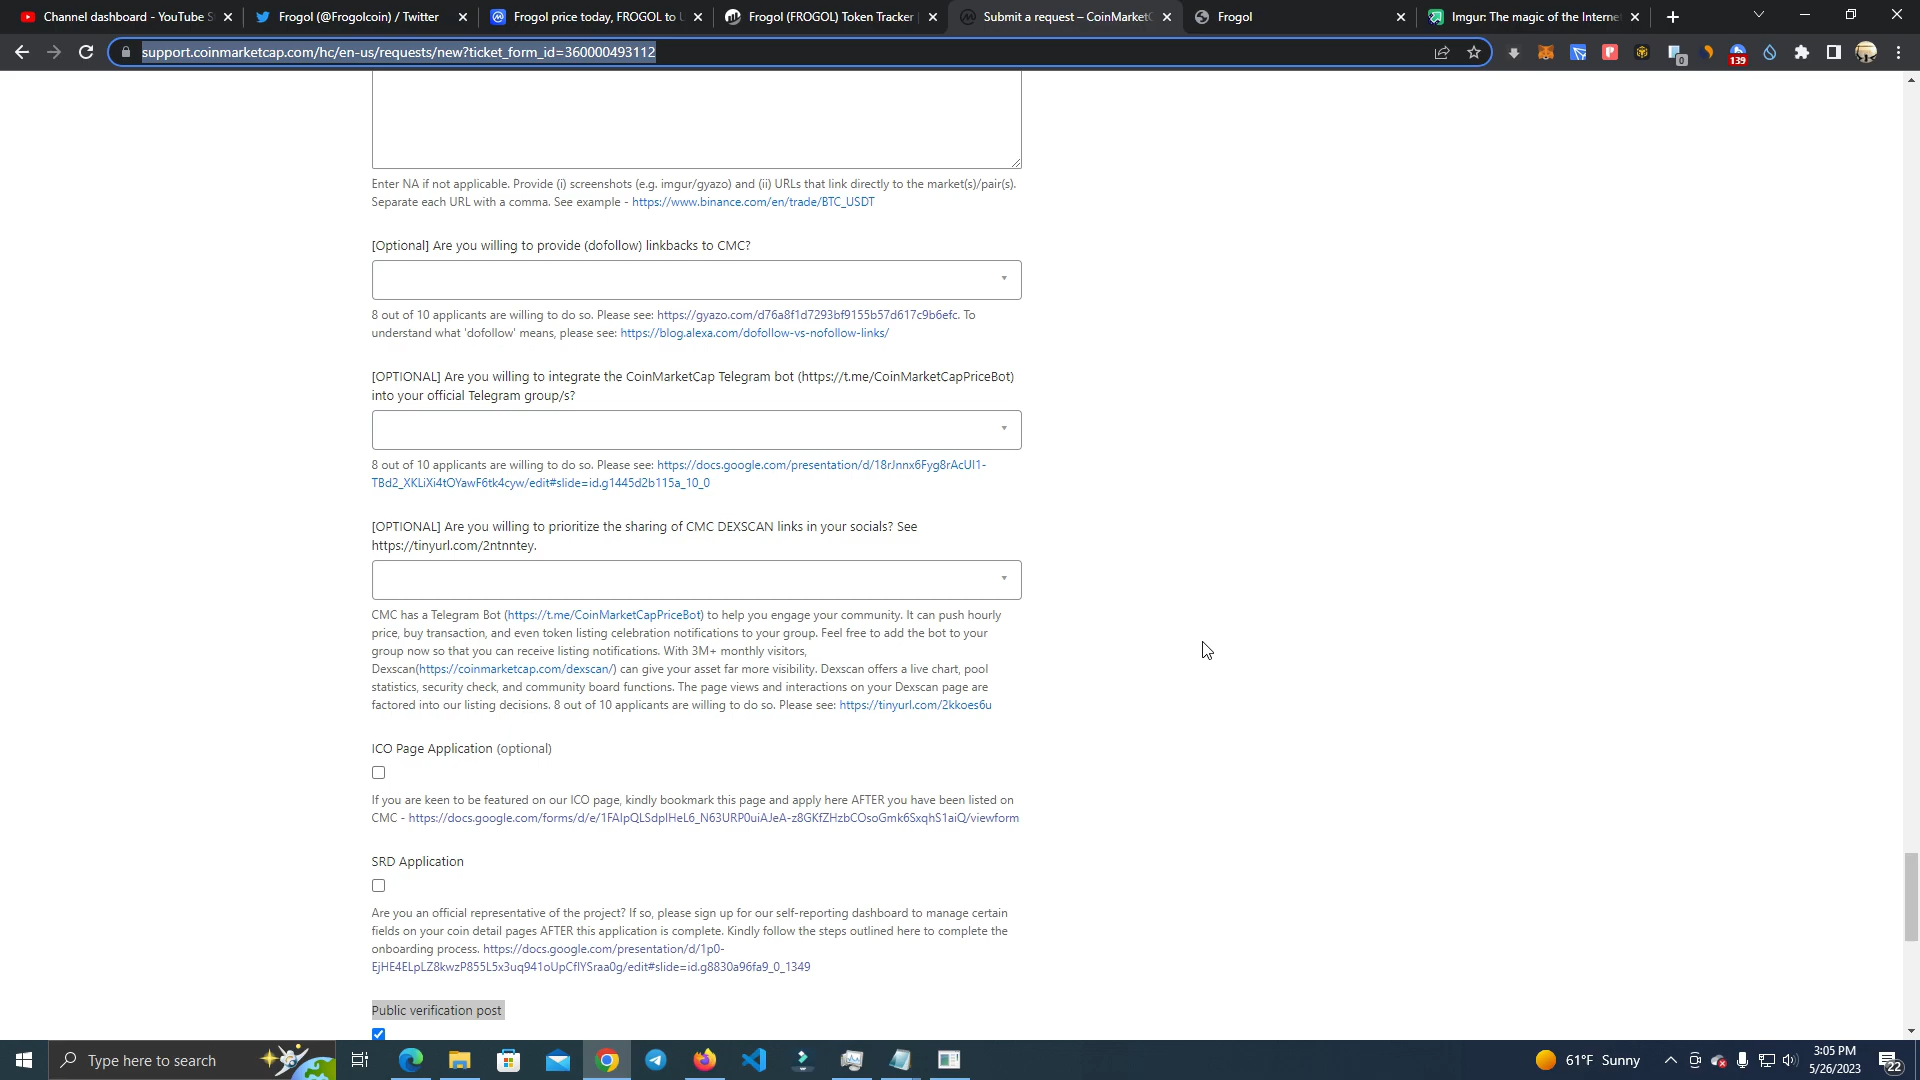 Channel dashboard - YouTube S
Frogol (@Frogolcoin) / Twitter
Frogol price today, FROGOL to U
Frogol (FROGOL) Token Tracker
Submit a request – CoinMarketC
Frogol
Imgur: The magic of the Interne
support.coinmarketcap.com/hc/en-us/requests/new?ticket_form_id=360000493112
0
139
Enter NA if not applicable. Provide (i) screenshots (e.g. imgur/gyazo) and (ii) URLs that link directly to the market(s)/pair(s).
Separate each URL with a comma. See example - https://www.binance.com/en/trade/BTC_USDT
[Optional] Are you willing to provide (dofollow) linkbacks to CMC?
8 out of 10 applicants are willing to do so. Please see: https://gyazo.com/d76a8f1d7293bf9155b57d617c9b6efc. To
understand what 'dofollow' means, please see: https://blog.alexa.com/dofollow-vs-nofollow-links/
[OPTIONAL] Are you willing to integrate the CoinMarketCap Telegram bot (https://t.me/CoinMarketCapPriceBot)
into your official Telegram group/s?
8 out of 10 applicants are willing to do so. Please see: https://docs.google.com/presentation/d/18rJnnx6Fyg8rAcUI1-
TBd2_XKLiXi4tOYawF6tk4cyw/edit#slide=id.g1445d2b115a_10_0
[OPTIONAL] Are you willing to prioritize the sharing of CMC DEXSCAN links in your socials? See
https://tinyurl.com/2ntnntey.
CMC has a Telegram Bot (https://t.me/CoinMarketCapPriceBot) to help you engage your community. It can push hourly
price, buy transaction, and even token listing celebration notifications to your group. Feel free to add the bot to your
group now so that you can receive listing notifications. With 3M+ monthly visitors,
Dexscan(https://coinmarketcap.com/dexscan/) can give your asset far more visibility. Dexscan offers a live chart, pool
statistics, security check, and community board functions. The page views and interactions on your Dexscan page are
factored into our listing decisions. 8 out of 10 applicants are willing to do so. Please see: https://tinyurl.com/2kkoes6u
ICO Page Application (optional)
If you are keen to be featured on our ICO page, kindly bookmark this page and apply here AFTER you have been listed on
CMC - https://docs.google.com/forms/d/e/1FAIpQLSdpIHeL6_N63URP0uiAJeA-z8GKfZHzbCOsoGmk6SxqhS1aiQ/viewform
SRD Application
Are you an official representative of the project? If so, please sign up for our self-reporting dashboard to manage certain
fields on your coin detail pages AFTER this application is complete. Kindly follow the steps outlined here to complete the
onboarding process. https://docs.google.com/presentation/d/1p0-
EjHE4ELpLZ8kwzP855L5x3uq941oUpCfIYSraa0g/edit#slide=id.g8830a96fa9_0_1349
Public verification post
Type here to search
61°F Sunny
3:05 PM
5/26/2023
22